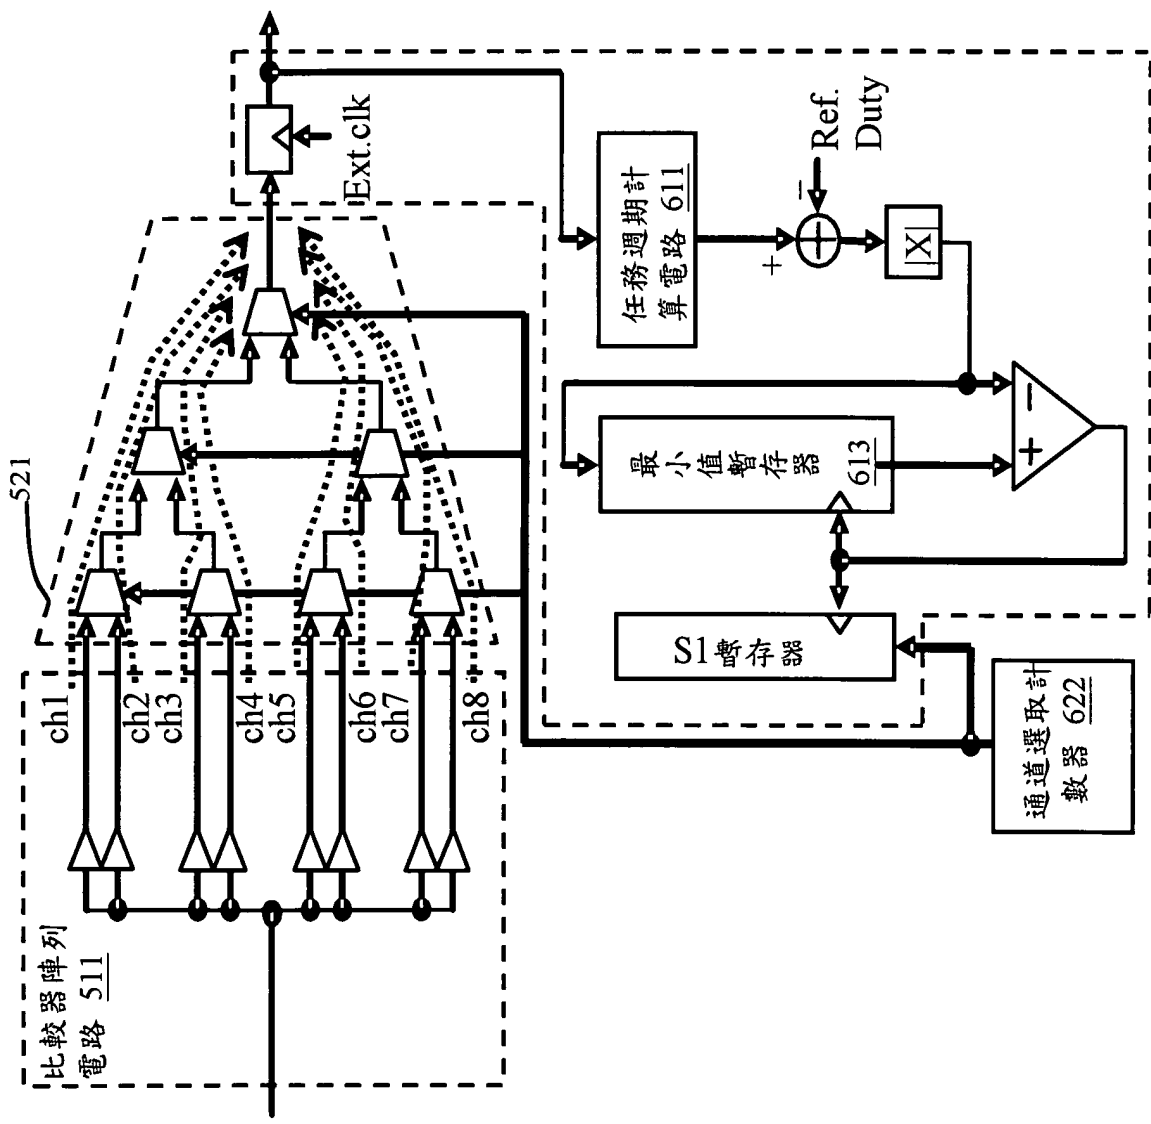 比較器陣列
電路 511
521
ch1
ch2
ch3
ch4
ch5
ch6
ch7
ch8
Ext.clk
任務週期計
算電路 611
+
-
Ref.
Duty
|X|
最小值暫存器
613
-
+
S1暫存器
通道選取計
數器 622